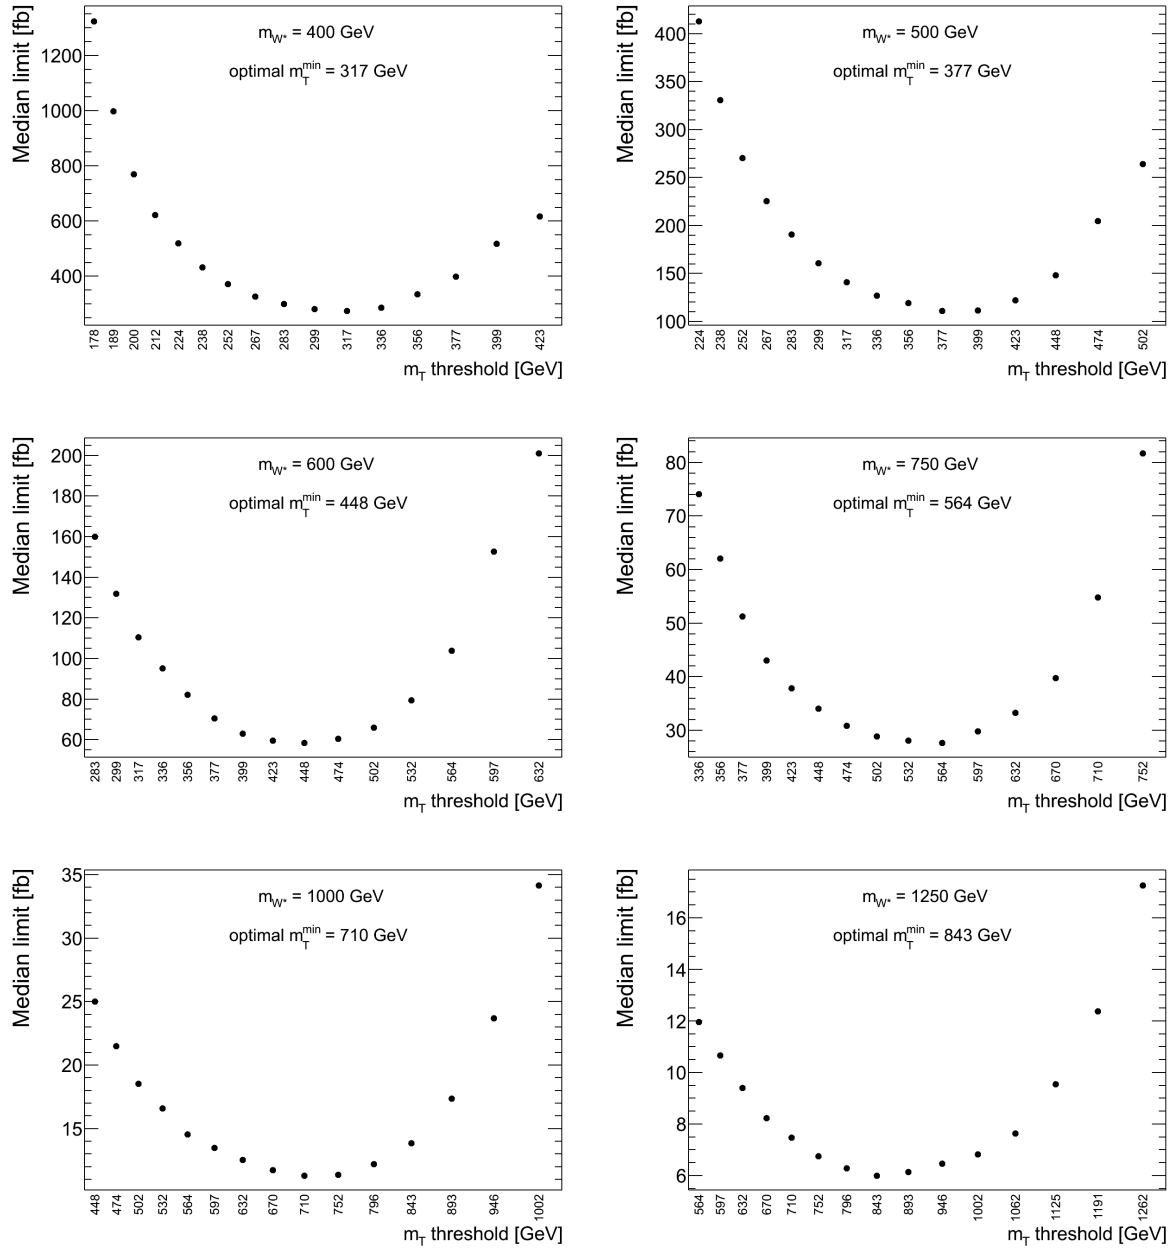 Median limit [fb]
m_W* = 400 GeV
optimal m_T^min = 317 GeV
1200
1000
800
600
400
178 189 200 212 224 238 252 267 283 299 317 336 356 377 399 423
m_T threshold [GeV]
Median limit [fb]
m_W* = 500 GeV
optimal m_T^min = 377 GeV
400
350
300
250
200
150
100
224 238 252 267 283 299 317 336 356 377 399 423 448 474 502
m_T threshold [GeV]
Median limit [fb]
m_W* = 600 GeV
optimal m_T^min = 448 GeV
200
180
160
140
120
100
80
60
283 299 317 336 356 377 399 423 448 474 502 532 564 597 632
m_T threshold [GeV]
Median limit [fb]
m_W* = 750 GeV
optimal m_T^min = 564 GeV
80
70
60
50
40
30
336 356 377 399 423 448 474 502 532 564 597 632 670 710 752
m_T threshold [GeV]
Median limit [fb]
m_W* = 1000 GeV
optimal m_T^min = 710 GeV
35
30
25
20
15
448 474 502 532 564 597 632 670 710 752 796 843 893 946 1002
m_T threshold [GeV]
Median limit [fb]
m_W* = 1250 GeV
optimal m_T^min = 843 GeV
16
14
12
10
8
6
564 597 632 670 710 752 796 843 893 946 1002 1062 1125 1191 1262
m_T threshold [GeV]